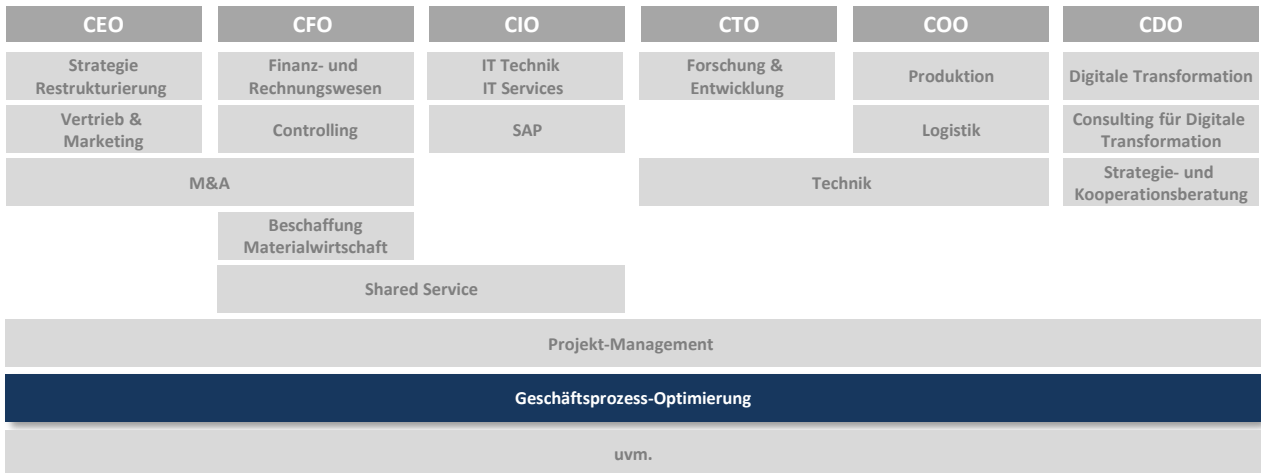 CEO
CFO
CIO
CTO
COO
CDO
Strategie
Restrukturierung
Finanz- und
Rechnungswesen
IT Technik
IT Services
Forschung &
Entwicklung
Produktion
Digitale Transformation
Vertrieb &
Marketing
Controlling
SAP
Logistik
Consulting für Digitale
Transformation
M&A
Technik
Strategie- und
Kooperationsberatung
Beschaffung
Materialwirtschaft
Shared Service
Projekt-Management
Geschäftsprozess-Optimierung
uvm.